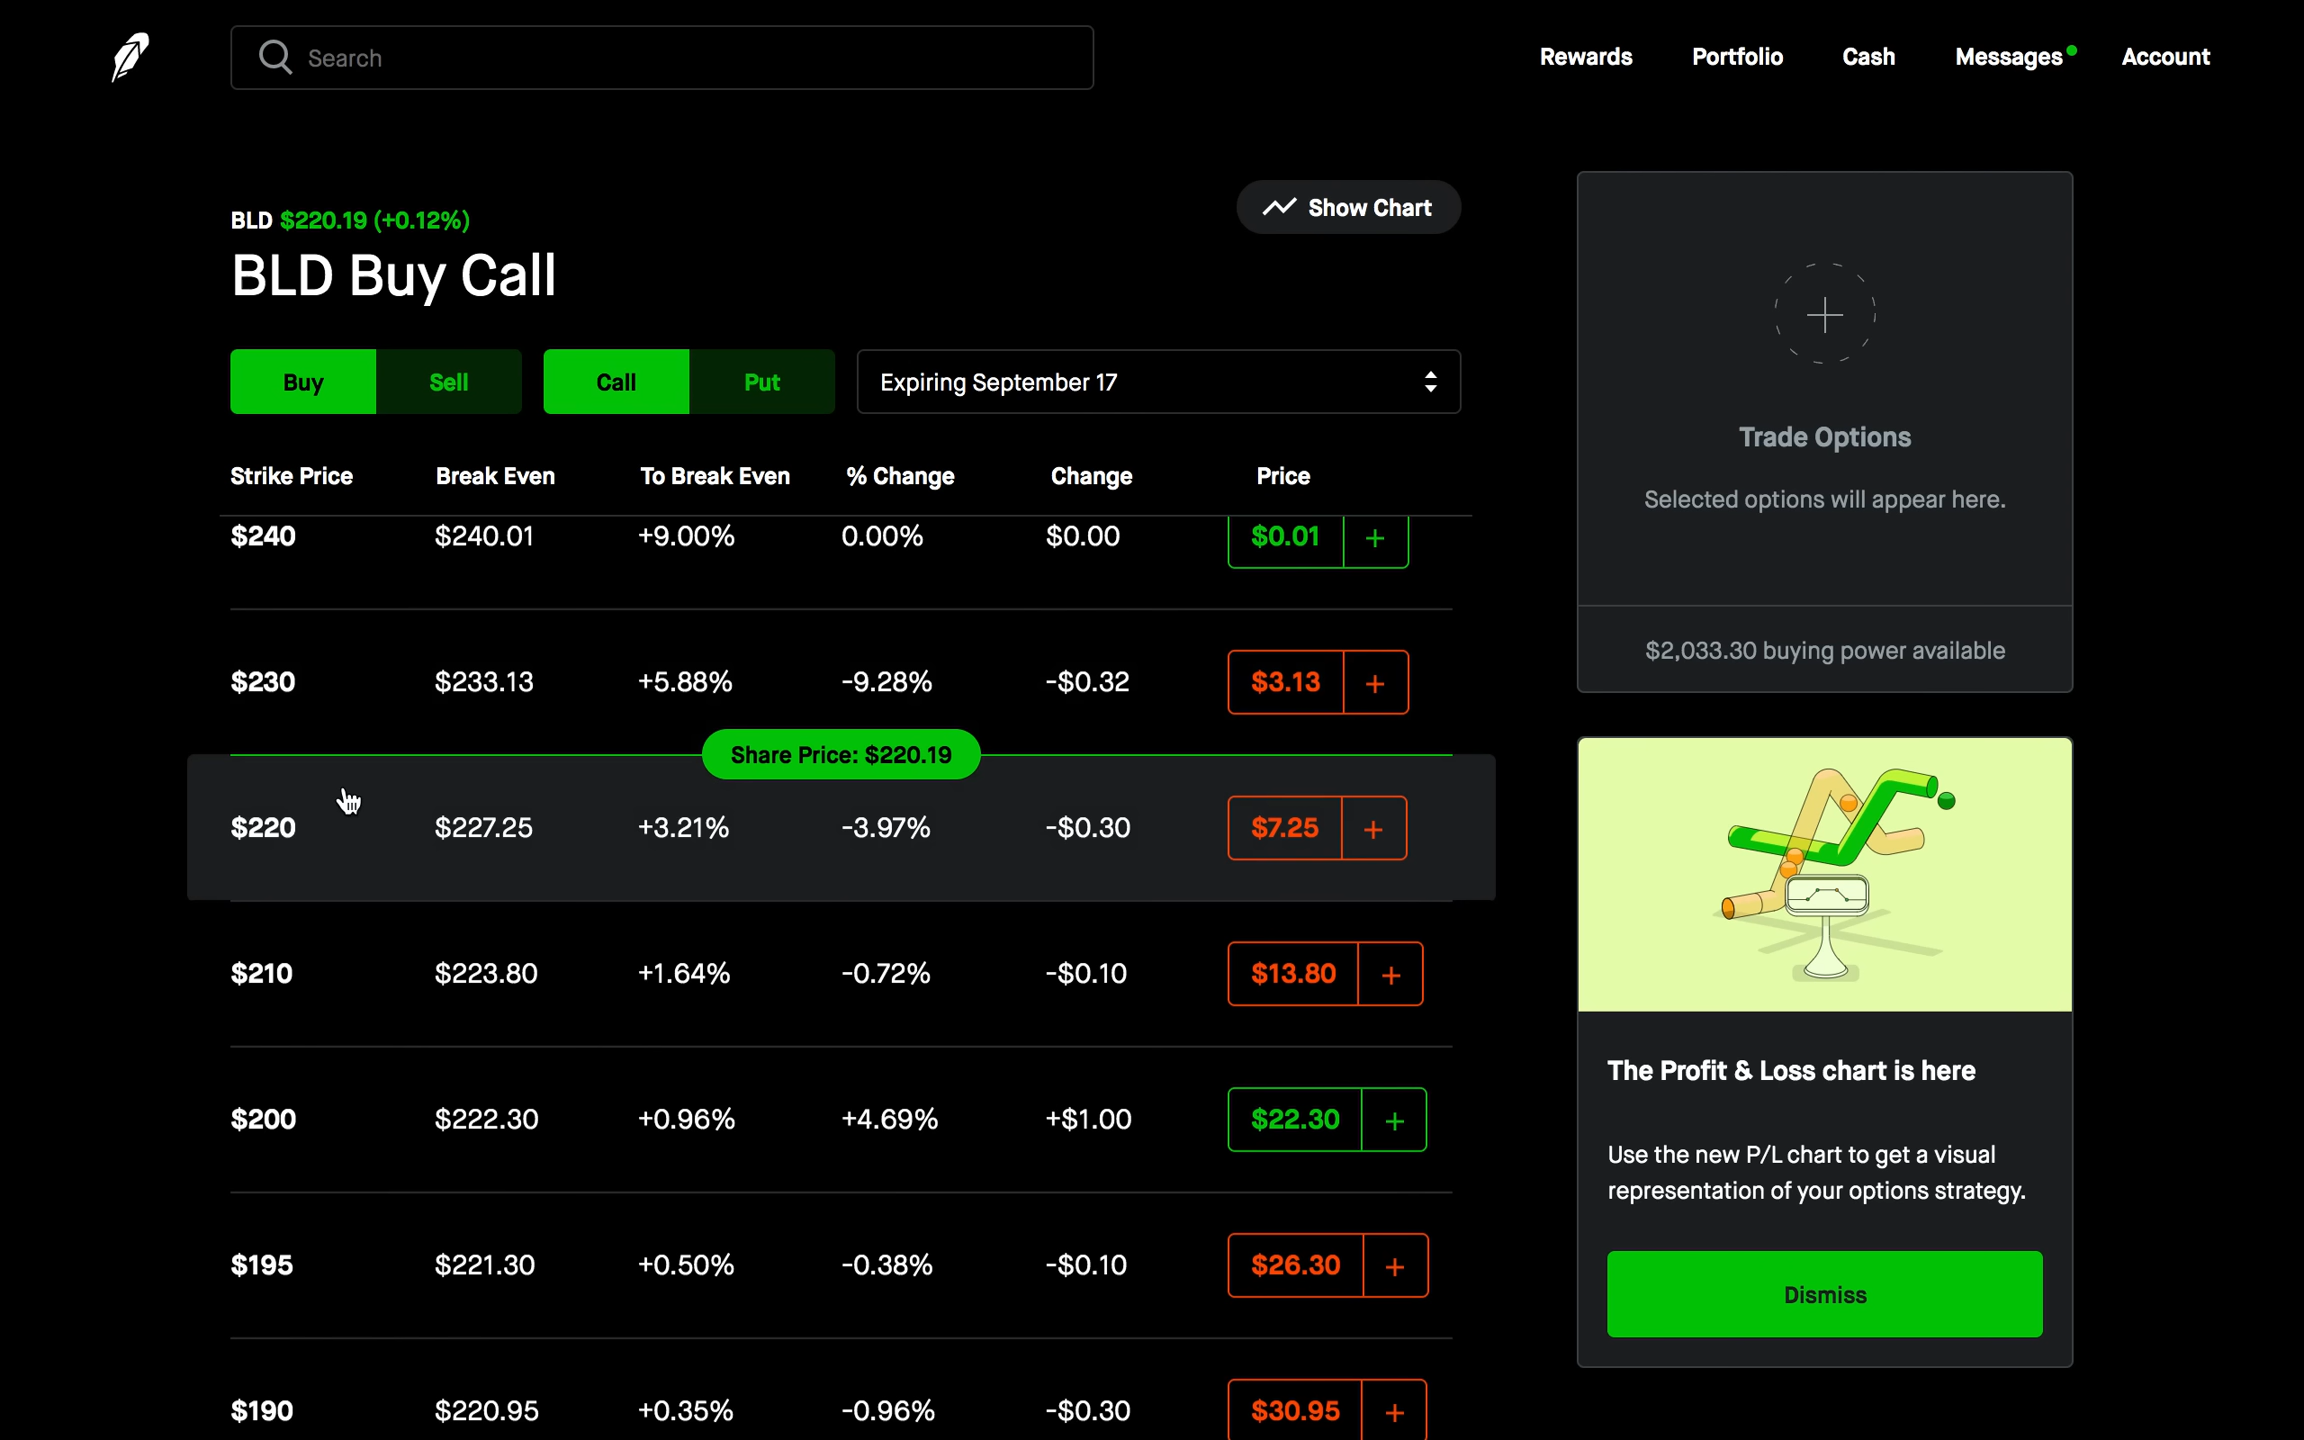 Search
Rewards Portfolio Cash Messages Account
BLD $220.19 (+0.12%)
Show Chart
BLD Buy Call
Buy Sell Call Put Expiring September 17
Strike Price Break Even To Break Even % Change Change Price
$240 $240.01 +9.00% 0.00% $0.00 $0.01 +
$230 $233.13 +5.88% -9.28% -$0.32 $3.13 +
Share Price: $220.19
$220 $227.25 +3.21% -3.97% -$0.30 $7.25 +
$210 $223.80 +1.64% -0.72% -$0.10 $13.80 +
$200 $222.30 +0.96% +4.69% +$1.00 $22.30 +
$195 $221.30 +0.50% -0.38% -$0.10 $26.30 +
$190 $220.95 +0.35% -0.96% -$0.30 $30.95 +
Trade Options
Selected options will appear here.
$2,033.30 buying power available
The Profit & Loss chart is here
Use the new P/L chart to get a visual
representation of your options strategy.
Dismiss